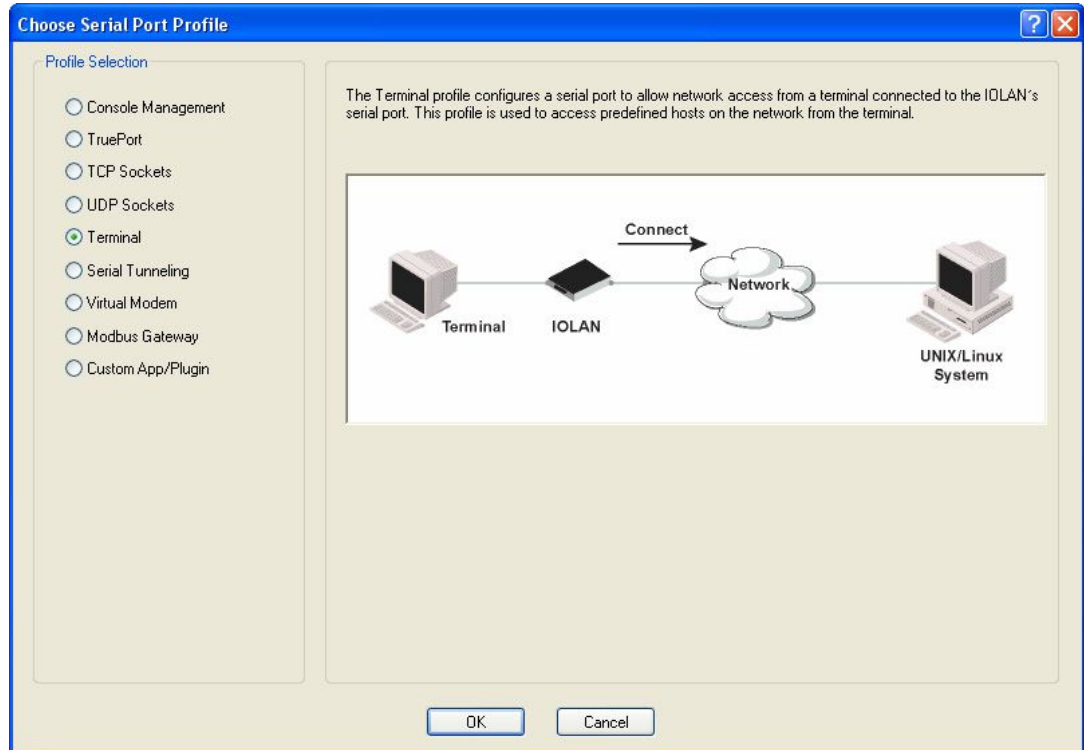 Choose Serial Port Profile
Profile Selection
Console Management
TruePort
TCP Sockets
UDP Sockets
Terminal
Serial Tunneling
Virtual Modem
Modbus Gateway
Custom App/Plugin
The Terminal profile configures a serial port to allow network access from a terminal connected to the IOLAN´s
serial port. This profile is used to access predefined hosts on the network from the terminal.
Connect
Network
Terminal
IOLAN
UNIX/Linux
System
OK
Cancel